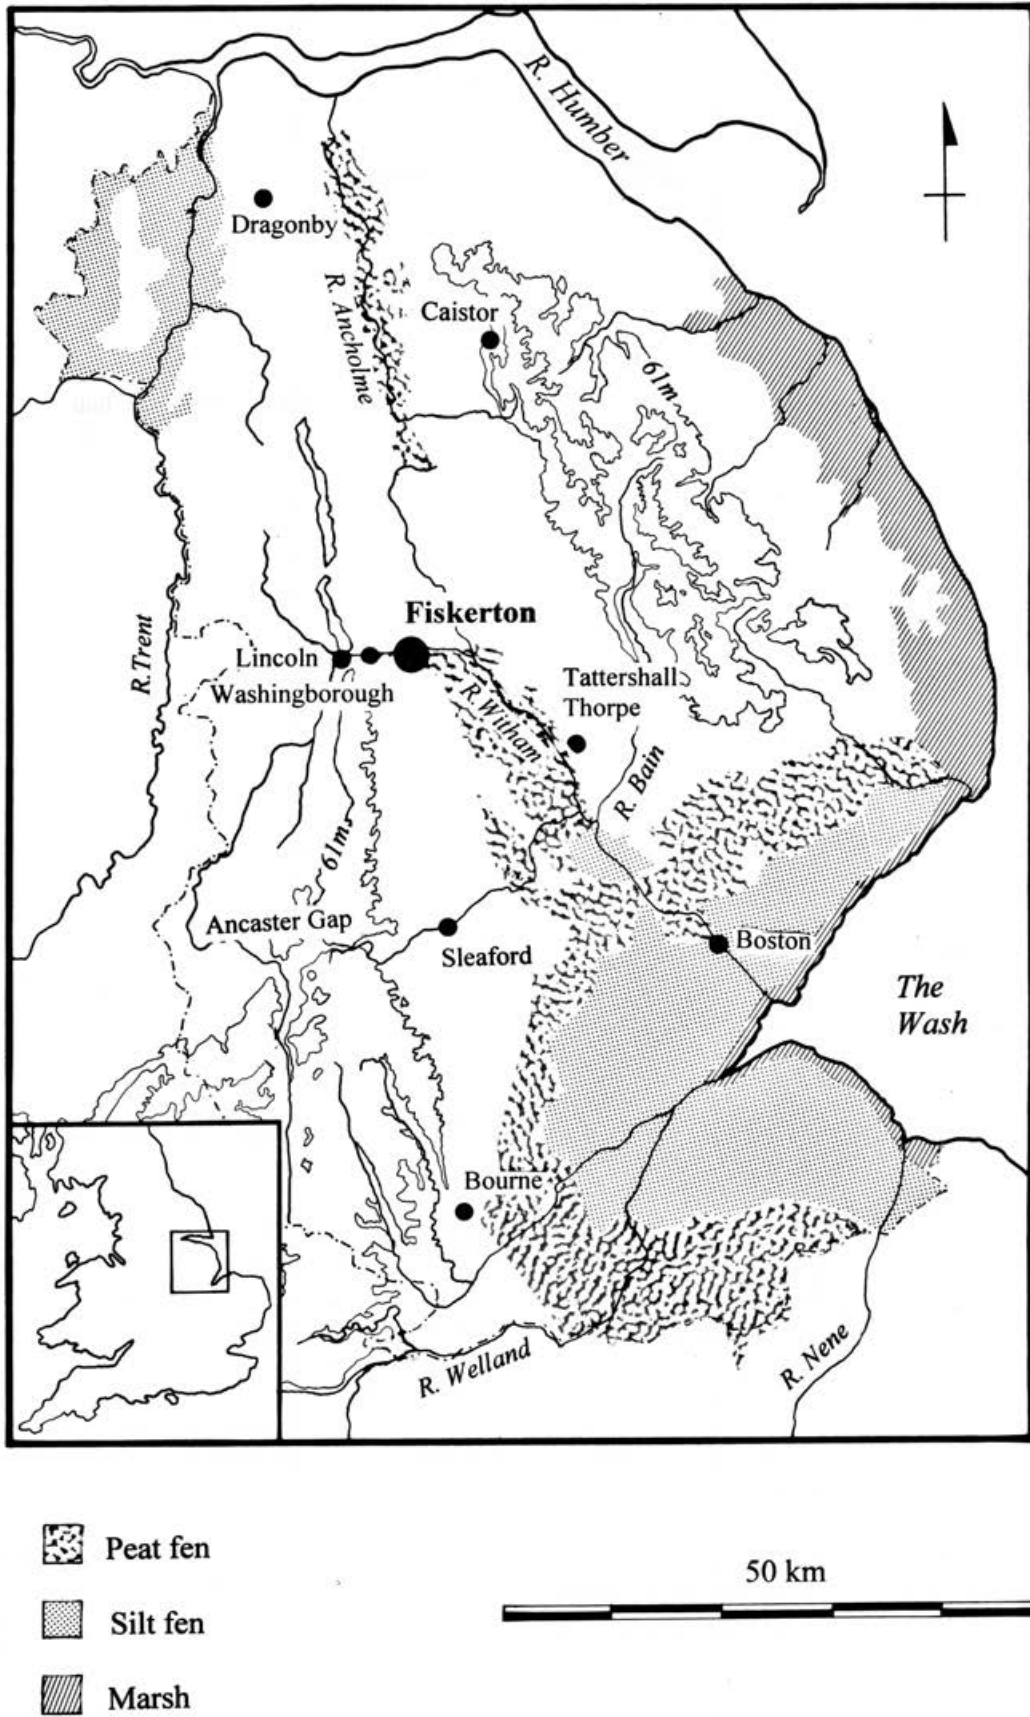 R. Humber
Dragonby
R. Ancholme
Caistor
61m
Fiskerton
R. Trent
Lincoln
Washingborough
R. Witham
Tattershall
Thorpe
R. Bain
61m
Ancaster Gap
Sleaford
Boston
The
Wash
Bourne
R. Welland
R. Nene
Peat fen
50 km
Silt fen
Marsh